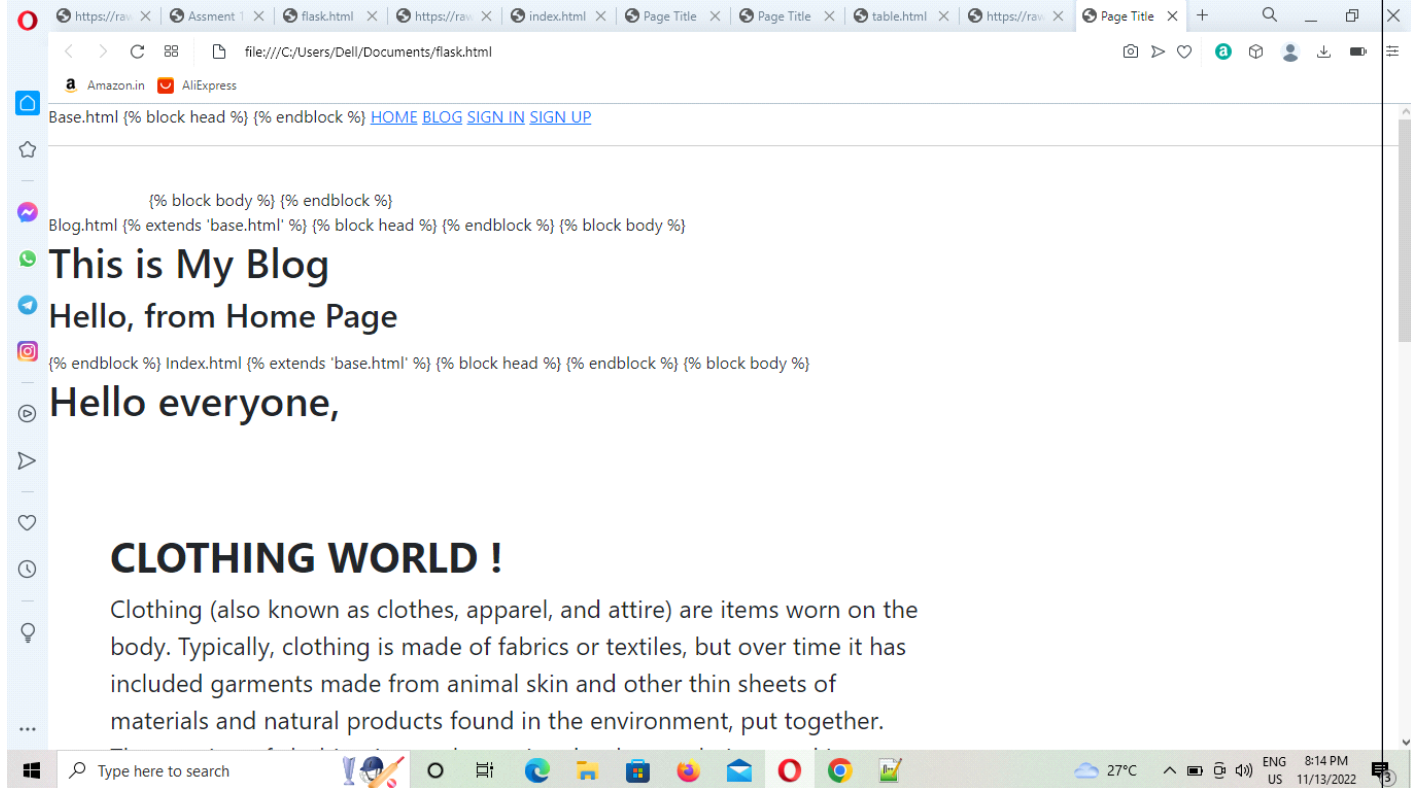 https://rav Assment 1 flask.html https://rav index.html Page Title Page Title table.html https://rav Page Title
file:///C:/Users/Dell/Documents/flask.html
a Amazon.in AliExpress
Base.html {% block head %} {% endblock %} HOME BLOG SIGN IN SIGN UP
{% block body %} {% endblock %}
Blog.html {% extends 'base.html' %} {% block head %} {% endblock %} {% block body %}
This is My Blog
Hello, from Home Page
{% endblock %} Index.html {% extends 'base.html' %} {% block head %} {% endblock %} {% block body %}
Hello everyone,
CLOTHING WORLD !
Clothing (also known as clothes, apparel, and attire) are items worn on the
body. Typically, clothing is made of fabrics or textiles, but over time it has
included garments made from animal skin and other thin sheets of
materials and natural products found in the environment, put together.
Type here to search 27°C ENG 8:14 PM
US 11/13/2022 3